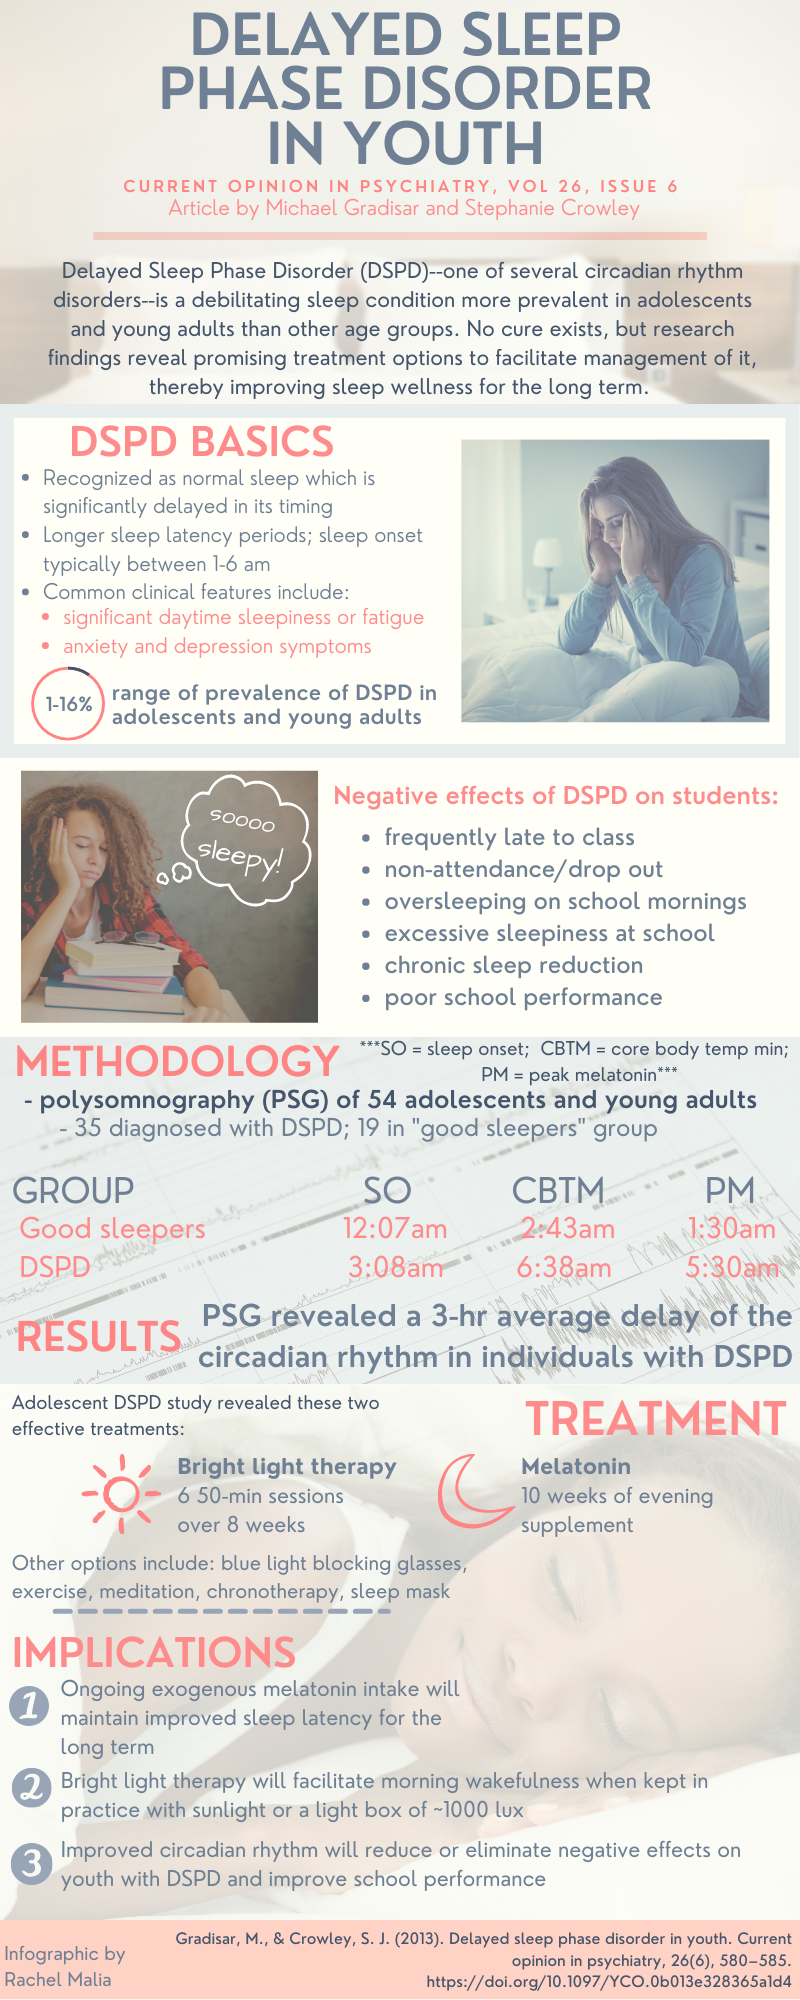 DELAYED SLEEP
PHASE DISORDER
IN YOUTH
CURRENT OPINION IN PSYCHIATRY, VOL 26, ISSUE 6
Article by Michael Gradisar and Stephanie Crowley
Delayed Sleep Phase Disorder (DSPD)--one of several circadian rhythm
disorders--is a debilitating sleep condition more prevalent in adolescents
and young adults than other age groups. No cure exists, but research
findings reveal promising treatment options to facilitate management of it,
thereby improving sleep wellness for the long term.
DSPD BASICS
• Recognized as normal sleep which is
significantly delayed in its timing
• Longer sleep latency periods; sleep onset
typically between 1-6 am
• Common clinical features include:
• significant daytime sleepiness or fatigue
• anxiety and depression symptoms
1-16%
range of prevalence of DSPD in
adolescents and young adults
soooo
sleepy!
Negative effects of DSPD on students:
• frequently late to class
• non-attendance/drop out
• oversleeping on school mornings
• excessive sleepiness at school
• chronic sleep reduction
• poor school performance
METHODOLOGY
***SO = sleep onset; CBTM = core body temp min;
PM = peak melatonin***
- polysomnography (PSG) of 54 adolescents and young adults
- 35 diagnosed with DSPD; 19 in "good sleepers" group
GROUP SO CBTM PM
Good sleepers 12:07am 2:43am 1:30am
DSPD 3:08am 6:38am 5:30am
RESULTS
PSG revealed a 3-hr average delay of the
circadian rhythm in individuals with DSPD
Adolescent DSPD study revealed these two
effective treatments:
TREATMENT
Bright light therapy
6 50-min sessions
over 8 weeks
Melatonin
10 weeks of evening
supplement
Other options include: blue light blocking glasses,
exercise, meditation, chronotherapy, sleep mask
IMPLICATIONS
1 Ongoing exogenous melatonin intake will
maintain improved sleep latency for the
long term
2 Bright light therapy will facilitate morning wakefulness when kept in
practice with sunlight or a light box of ~1000 lux
3 Improved circadian rhythm will reduce or eliminate negative effects on
youth with DSPD and improve school performance
Infographic by
Rachel Malia
Gradisar, M., & Crowley, S. J. (2013). Delayed sleep phase disorder in youth. Current
opinion in psychiatry, 26(6), 580–585.
https://doi.org/10.1097/YCO.0b013e328365a1d4